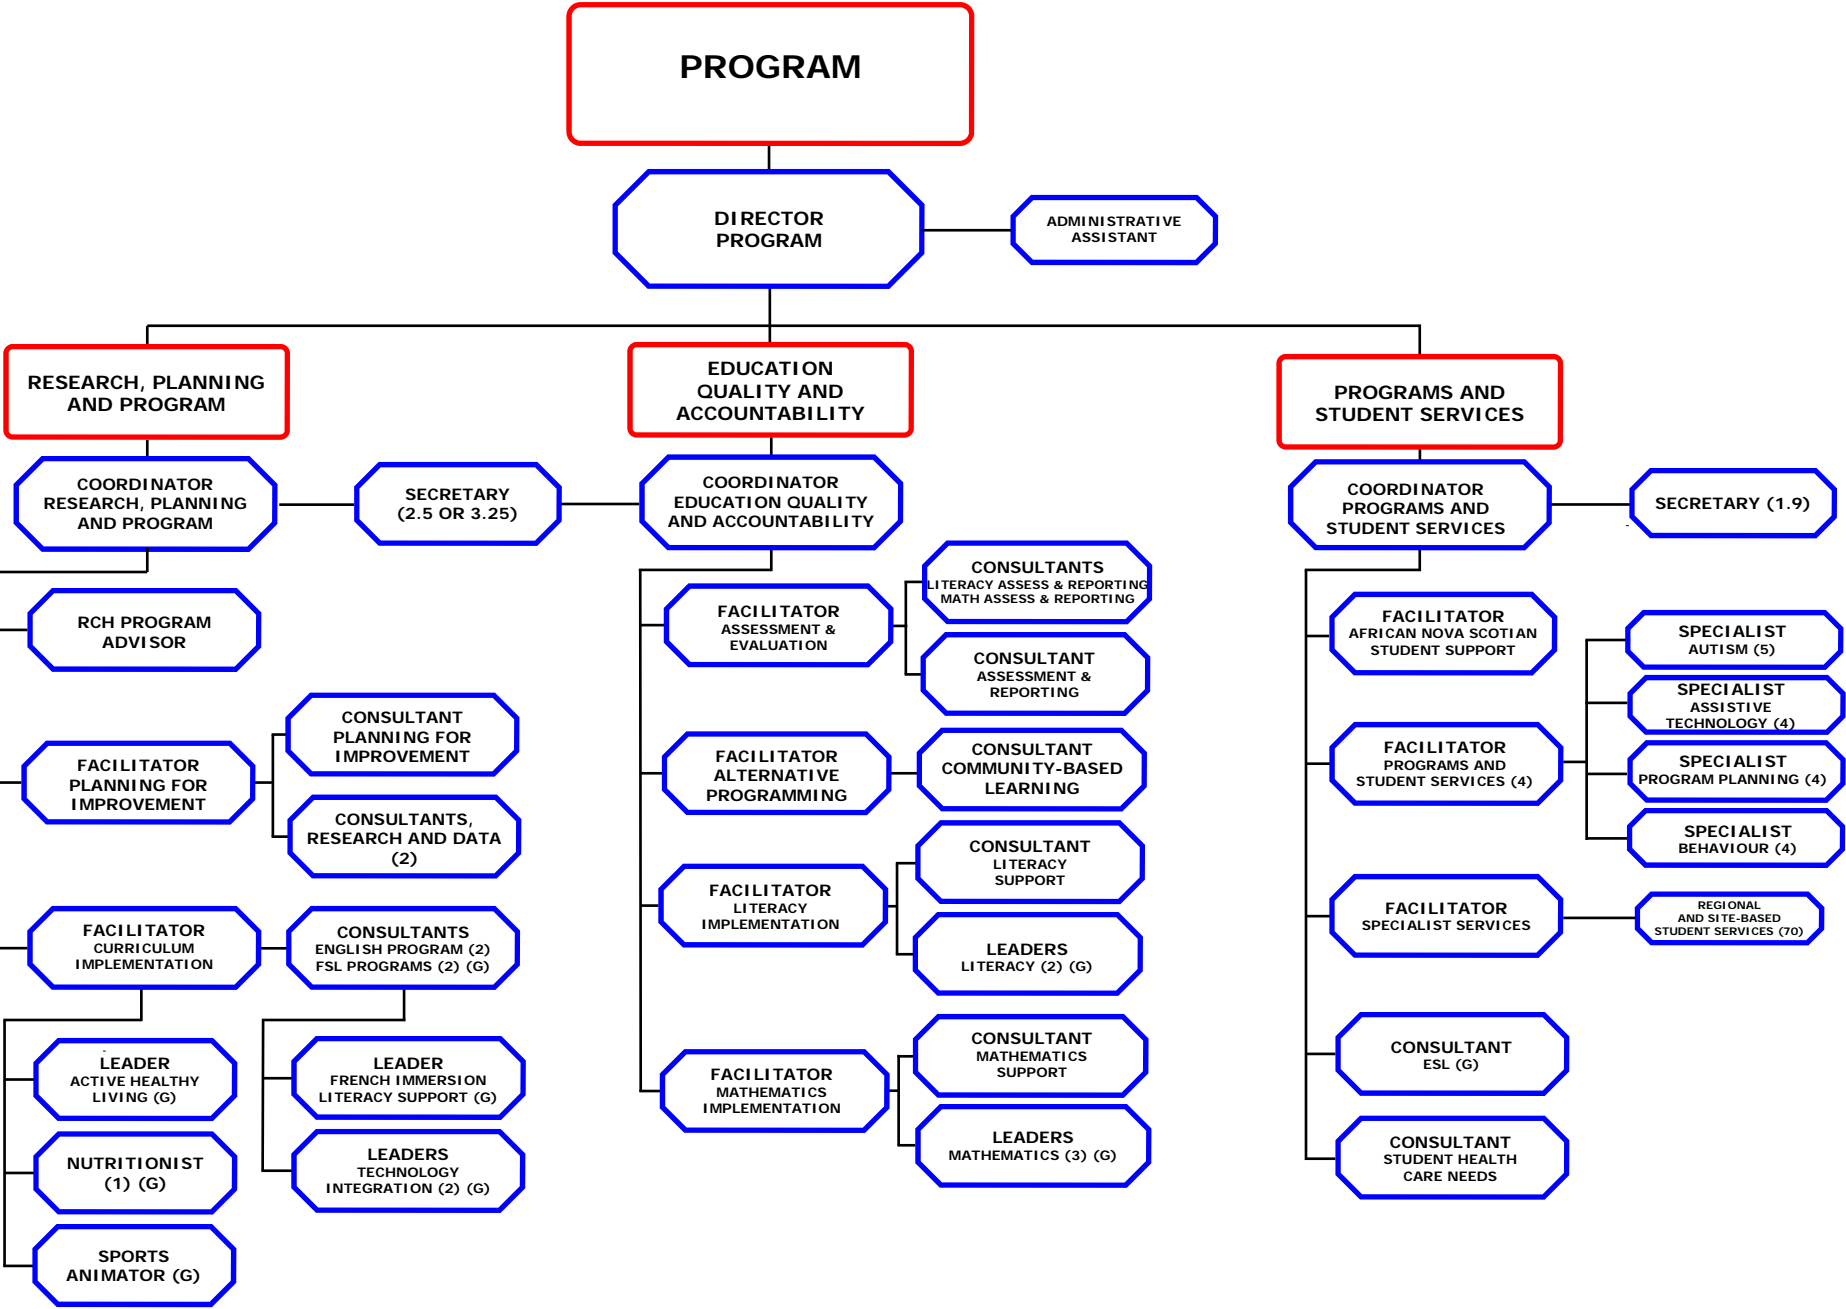 PROGRAM
DIRECTOR
PROGRAM
ADMINISTRATIVE
ASSISTANT
RESEARCH, PLANNING
AND PROGRAM
EDUCATION
QUALITY AND
ACCOUNTABILITY
PROGRAMS AND
STUDENT SERVICES
COORDINATOR
RESEARCH, PLANNING
AND PROGRAM
SECRETARY
(2.5 OR 3.25)
COORDINATOR
EDUCATION QUALITY
AND ACCOUNTABILITY
COORDINATOR
PROGRAMS AND
STUDENT SERVICES
SECRETARY (1.9)
RCH PROGRAM
ADVISOR
FACILITATOR
PLANNING FOR
IMPROVEMENT
CONSULTANT
PLANNING FOR
IMPROVEMENT
CONSULTANTS,
RESEARCH AND DATA
(2)
FACILITATOR
CURRICULUM
IMPLEMENTATION
CONSULTANTS
ENGLISH PROGRAM (2)
FSL PROGRAMS (2) (G)
LEADER
ACTIVE HEALTHY
LIVING (G)
NUTRITIONIST
(1) (G)
SPORTS
ANIMATOR (G)
LEADER
FRENCH IMMERSION
LITERACY SUPPORT (G)
LEADERS
TECHNOLOGY
INTEGRATION (2) (G)
FACILITATOR
ASSESSMENT &
EVALUATION
CONSULTANTS
LITERACY ASSESS & REPORTING
MATH ASSESS & REPORTING
CONSULTANT
ASSESSMENT &
REPORTING
FACILITATOR
ALTERNATIVE
PROGRAMMING
CONSULTANT
COMMUNITY-BASED
LEARNING
FACILITATOR
LITERACY
IMPLEMENTATION
CONSULTANT
LITERACY
SUPPORT
LEADERS
LITERACY (2) (G)
FACILITATOR
MATHEMATICS
IMPLEMENTATION
CONSULTANT
MATHEMATICS
SUPPORT
LEADERS
MATHEMATICS (3) (G)
FACILITATOR
AFRICAN NOVA SCOTIAN
STUDENT SUPPORT
FACILITATOR
PROGRAMS AND
STUDENT SERVICES (4)
SPECIALIST
AUTISM (5)
SPECIALIST
ASSISTIVE
TECHNOLOGY (4)
SPECIALIST
PROGRAM PLANNING (4)
SPECIALIST
BEHAVIOUR (4)
FACILITATOR
SPECIALIST SERVICES
REGIONAL
AND SITE-BASED
STUDENT SERVICES (70)
CONSULTANT
ESL (G)
CONSULTANT
STUDENT HEALTH
CARE NEEDS